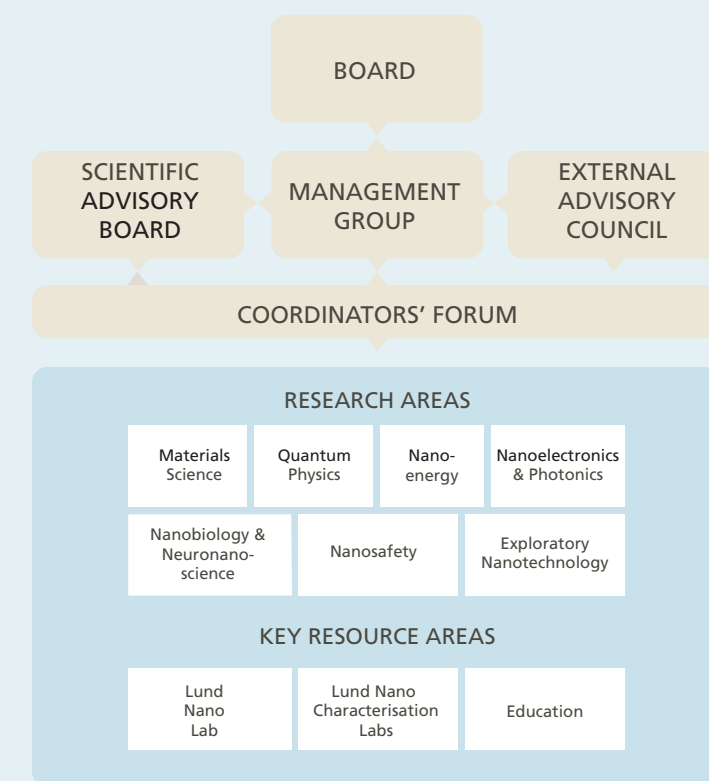 BOARD
SCIENTIFIC
ADVISORY
BOARD
MANAGEMENT
GROUP
EXTERNAL
ADVISORY
COUNCIL
COORDINATORS’ FORUM
RESEARCH AREAS
Materials
Science
Quantum
Physics
Nano-
energy
Nanoelectronics
& Photonics
Nanobiology &
Neuronano-
science
Nanosafety
Exploratory
Nanotechnology
KEY RESOURCE AREAS
Lund
Nano
Lab
Lund Nano
Characterisation
Labs
Education